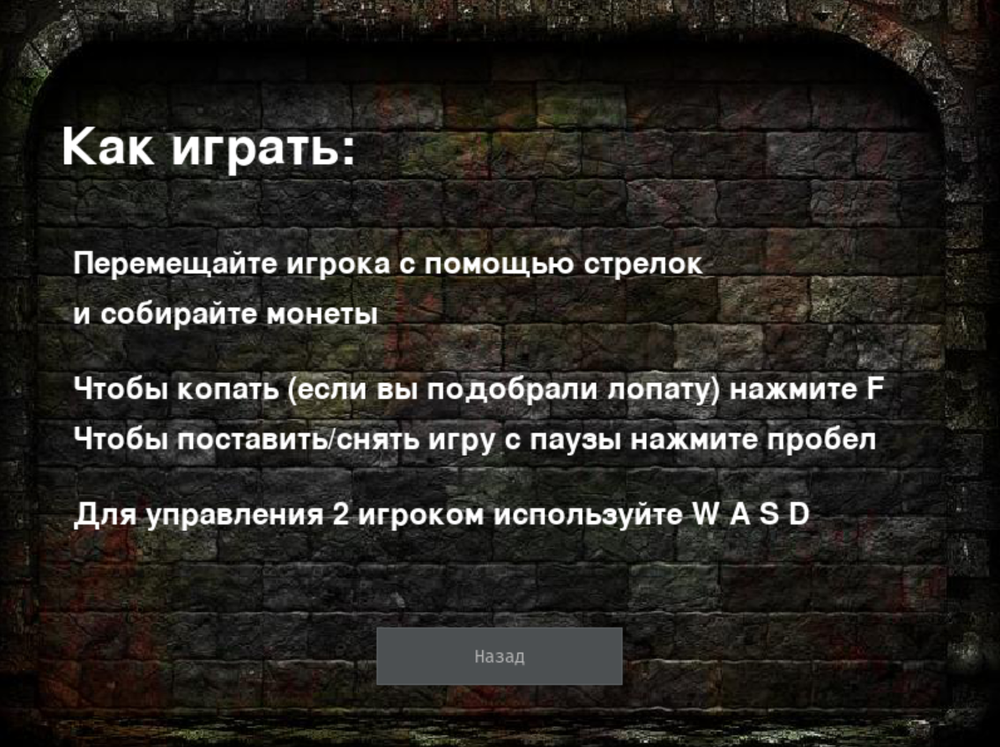 Как играть:
Перемещайте игрока с помощью стрелок
и собирайте монеты
Чтобы копать (если вы подобрали лопату) нажмите F
Чтобы поставить/снять игру с паузы нажмите пробел
Для управления 2 игроком используйте W A S D
Назад